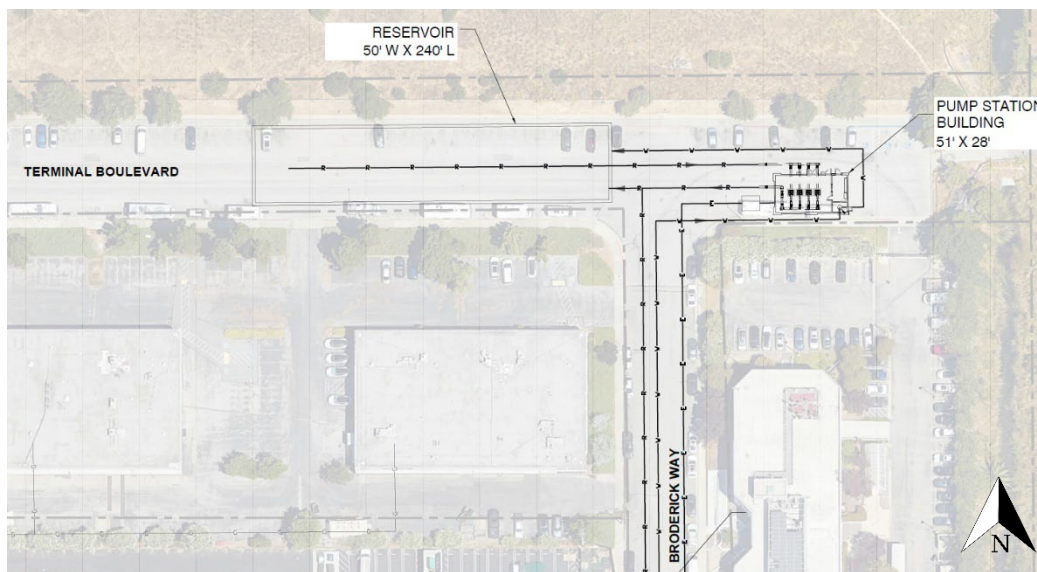 RESERVOIR
50' W X 240' L
PUMP STATION
BUILDING
51' X 28'
TERMINAL BOULEVARD
BRODERICK WAY
N